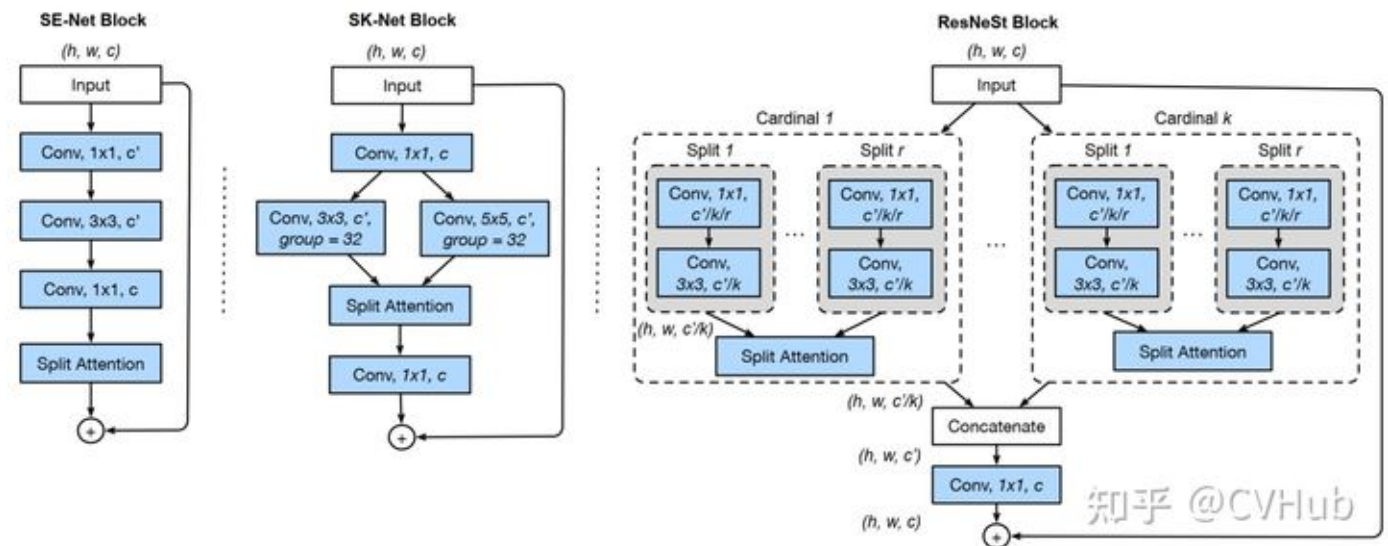 SE-Net Block
(h, w, c)
Input
Conv, 1x1, c'
Conv, 3x3, c'
Conv, 1x1, c
Split Attention
+
SK-Net Block
(h, w, c)
Input
Conv, 1x1, c
Conv, 3x3, c',
group = 32
Conv, 5x5, c',
group = 32
Split Attention
Conv, 1x1, c
+
ResNeSt Block
(h, w, c)
Input
Cardinal 1
Split 1
Conv, 1x1,
c'/k/r
Conv,
3x3, c'/k
...
Split r
Conv, 1x1,
c'/k/r
Conv,
3x3, c'/k
(h, w, c'/k)
Split Attention
...
Cardinal k
Split 1
Conv, 1x1,
c'/k/r
Conv,
3x3, c'/k
...
Split r
Conv, 1x1,
c'/k/r
Conv,
3x3, c'/k
Split Attention
(h, w, c'/k)
Concatenate
(h, w, c')
Conv, 1x1, c
(h, w, c)
+
知乎 @CVHub